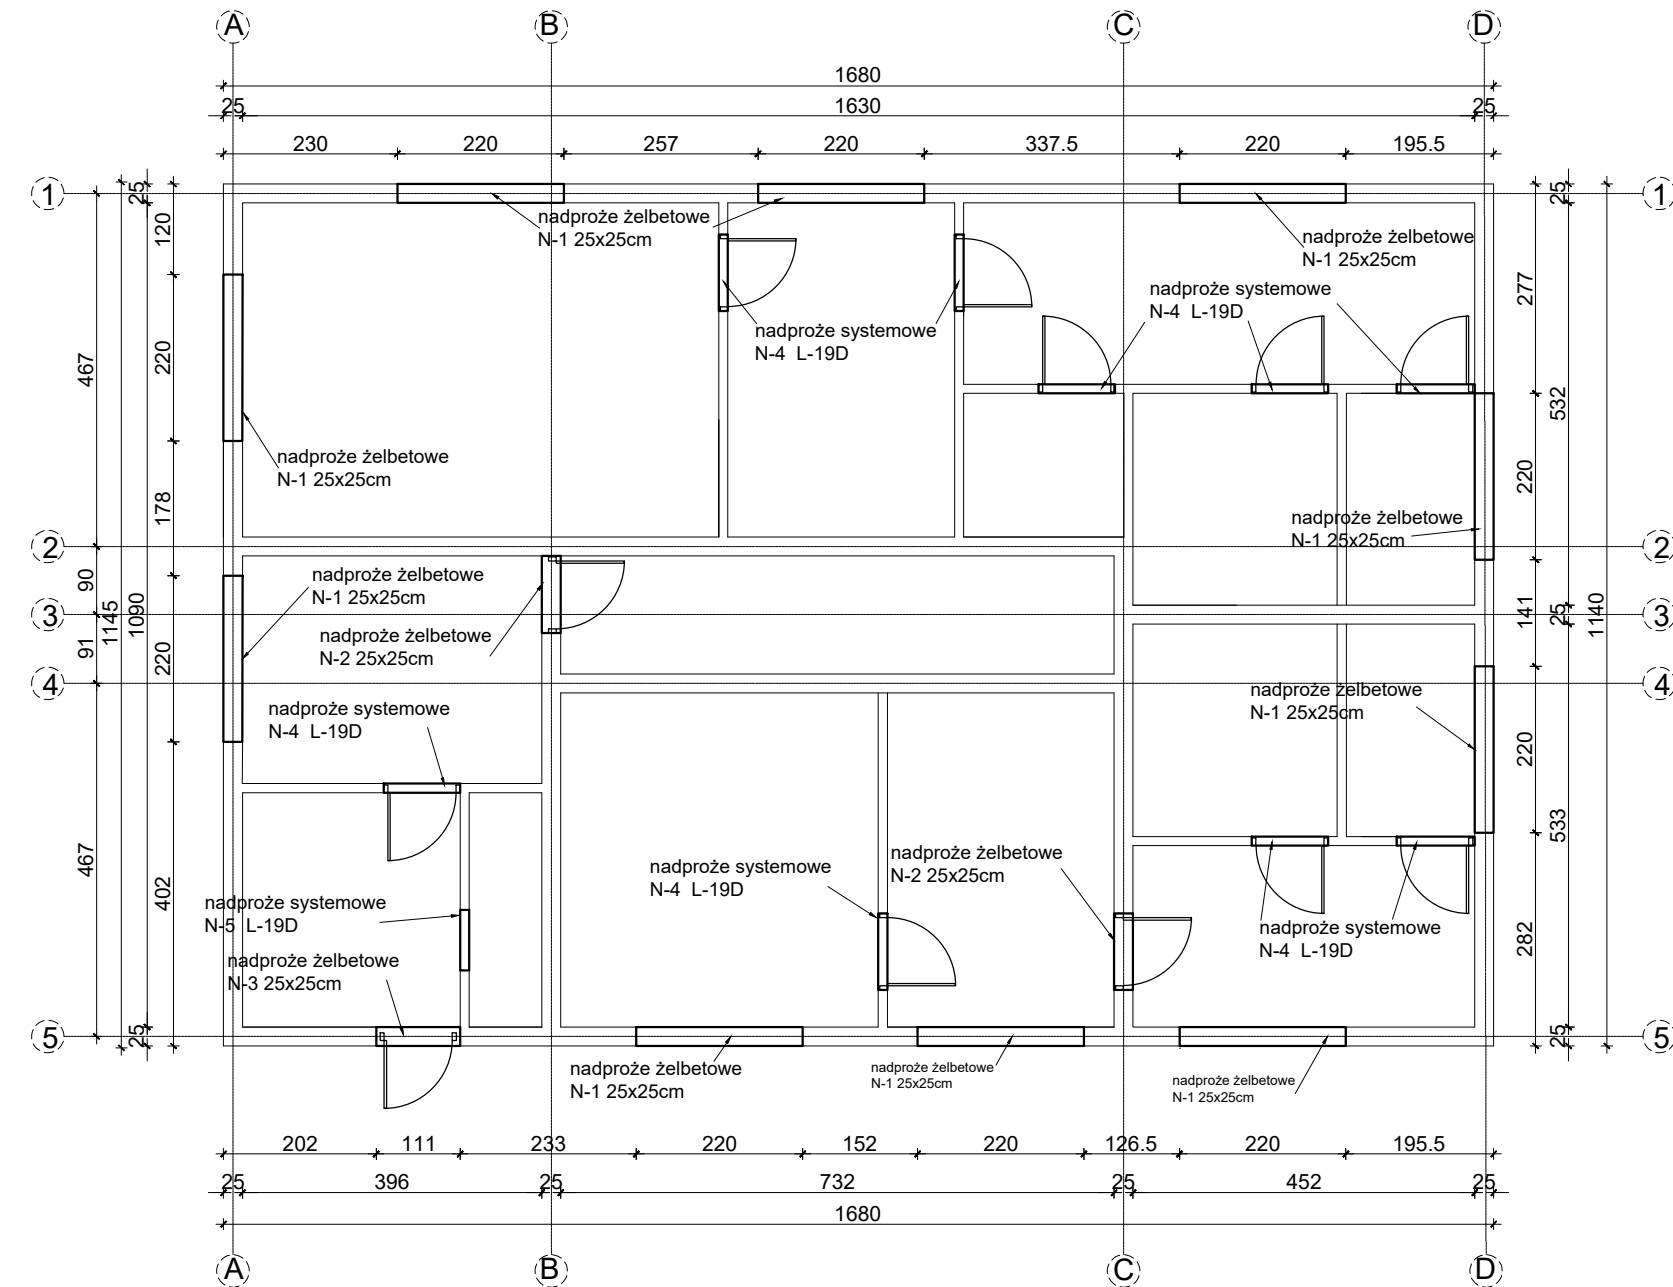 A B C D
1680
25 1630 25
230 220 257 220 337.5 220 195.5
1 1
25 25
120
nadproże żelbetowe
N-1 25x25cm
nadproże żelbetowe
N-1 25x25cm
277
nadproże systemowe
N-4 L-19D
nadproże systemowe
N-4 L-19D
467
220
532
nadproże żelbetowe
N-1 25x25cm
178
220
nadproże żelbetowe
N-1 25x25cm
2 2
90
nadproże żelbetowe
N-1 25x25cm
1145
1090
3 3
141
25
1140
nadproże żelbetowe
N-2 25x25cm
91
220
4 4
nadproże żelbetowe
N-1 25x25cm
nadproże systemowe
N-4 L-19D
220
533
467
402
nadproże systemowe
N-4 L-19D
nadproże żelbetowe
N-2 25x25cm
nadproże systemowe
N-5 L-19D
nadproże systemowe
N-4 L-19D
282
nadproże żelbetowe
N-3 25x25cm
25 25
5 5
nadproże żelbetowe
N-1 25x25cm
nadproże żelbetowe
N-1 25x25cm
nadproże żelbetowe
N-1 25x25cm
202 111 233 220 152 220 126.5 220 195.5
25 396 25 732 25 452 25
1680
A B C D